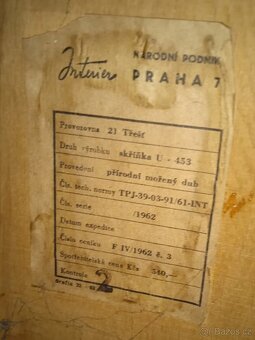 Interier
NÁRODNÍ PODNIK
PRAHA 7
Provozovna 21 Třešť
Druh výrobku skříňka U - 453
Provedení přírodní mořený dub
Čís. tech. normy TPJ-39-03-91/61-INT
Čís. serie /1962
Datum expedice
Číslo ceníku F IV/1962 č. 3
Spotřebitelská cena Kčs 540,—
Kontrola 2